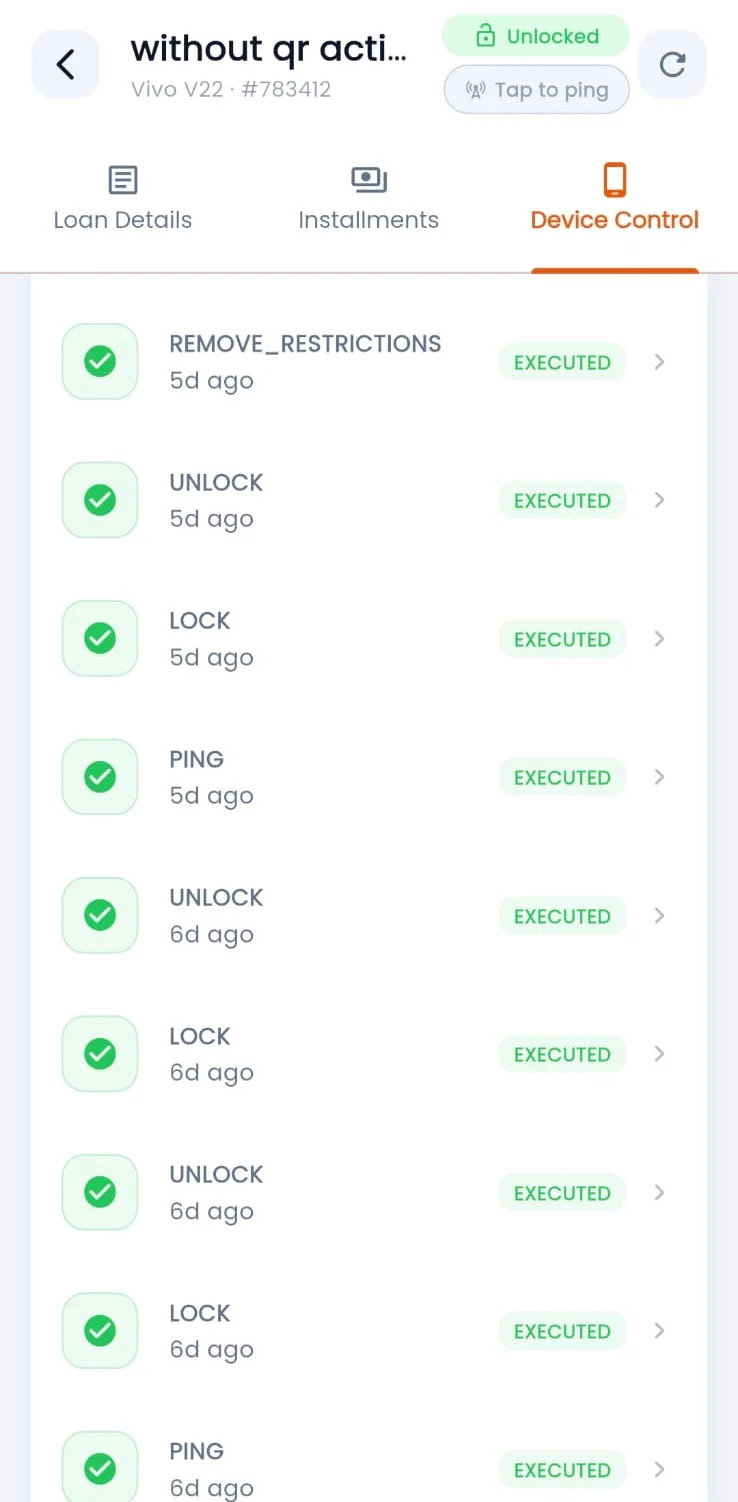 without qr acti...
Vivo V22 · #783412
Unlocked
Tap to ping
Loan Details
Installments
Device Control
REMOVE_RESTRICTIONS
5d ago
EXECUTED
UNLOCK
5d ago
EXECUTED
LOCK
5d ago
EXECUTED
PING
5d ago
EXECUTED
UNLOCK
6d ago
EXECUTED
LOCK
6d ago
EXECUTED
UNLOCK
6d ago
EXECUTED
LOCK
6d ago
EXECUTED
PING
6d ago
EXECUTED